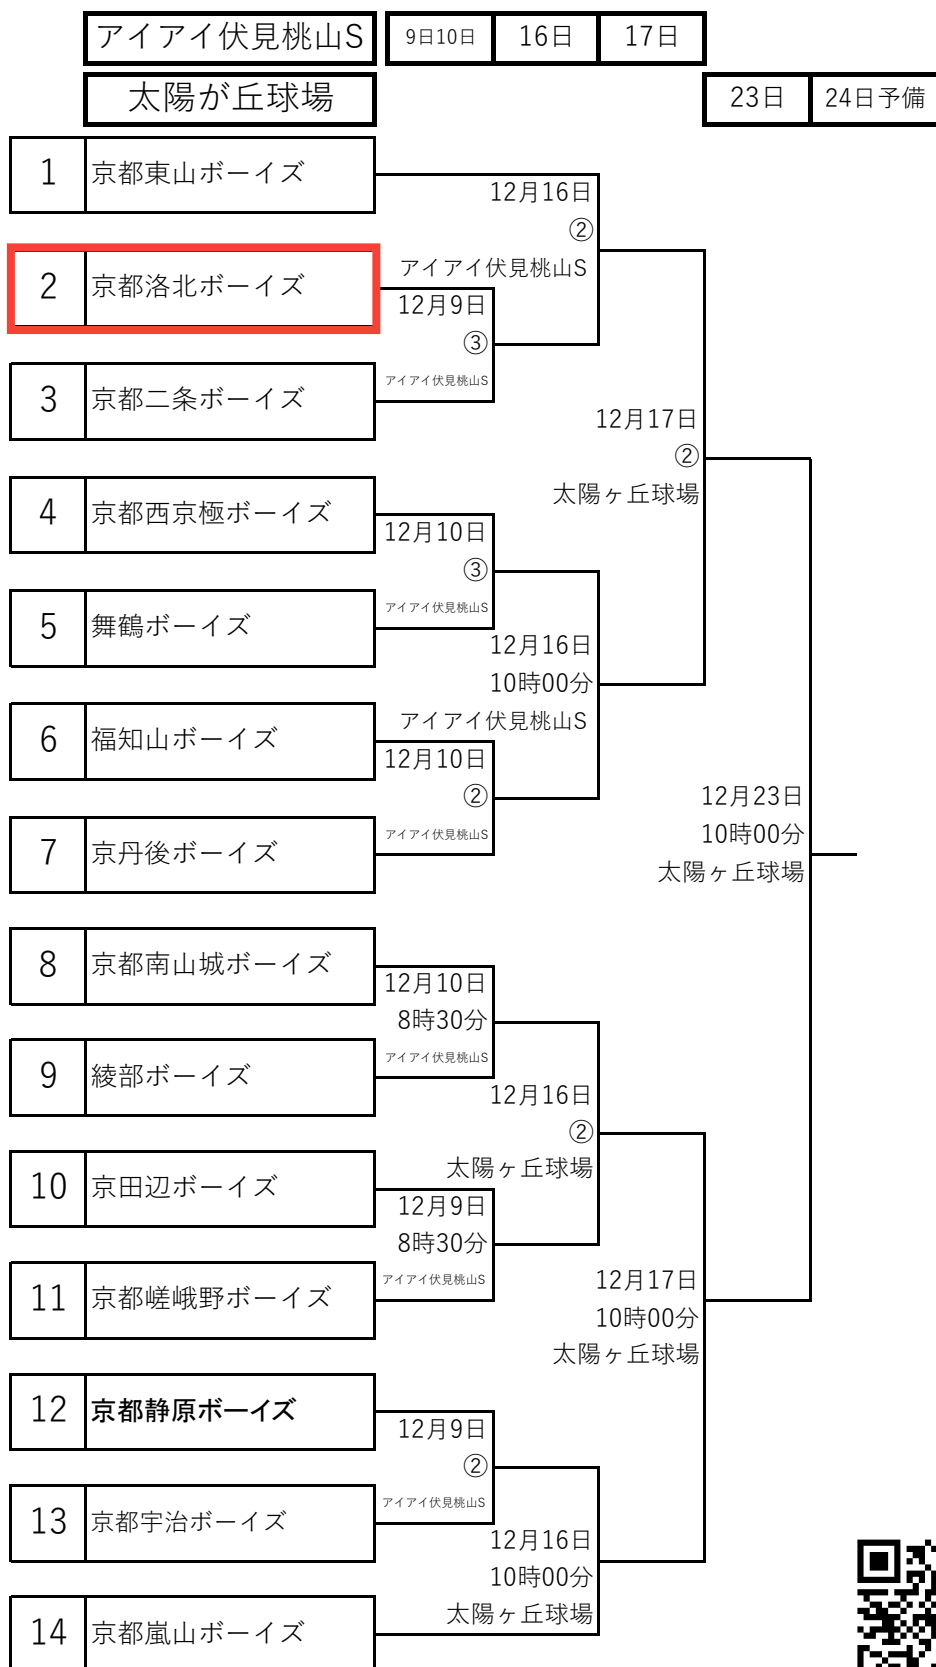 アイアイ伏見桃山S 9日10日 16日 17日
太陽が丘球場 23日 24日予備
1 京都東山ボーイズ
12月16日
②
アイアイ伏見桃山S
2 京都洛北ボーイズ
12月9日
③
アイアイ伏見桃山S
3 京都二条ボーイズ
12月17日
②
太陽ヶ丘球場
4 京都西京極ボーイズ
12月10日
③
アイアイ伏見桃山S
5 舞鶴ボーイズ
12月16日
10時00分
アイアイ伏見桃山S
6 福知山ボーイズ
12月10日
②
アイアイ伏見桃山S
7 京丹後ボーイズ
12月23日
10時00分
太陽ヶ丘球場
8 京都南山城ボーイズ
12月10日
8時30分
アイアイ伏見桃山S
9 綾部ボーイズ
12月16日
②
太陽ヶ丘球場
10 京田辺ボーイズ
12月9日
8時30分
アイアイ伏見桃山S
11 京都嵯峨野ボーイズ
12月17日
10時00分
太陽ヶ丘球場
12 京都静原ボーイズ
12月9日
②
アイアイ伏見桃山S
13 京都宇治ボーイズ
12月16日
10時00分
太陽ヶ丘球場
14 京都嵐山ボーイズ